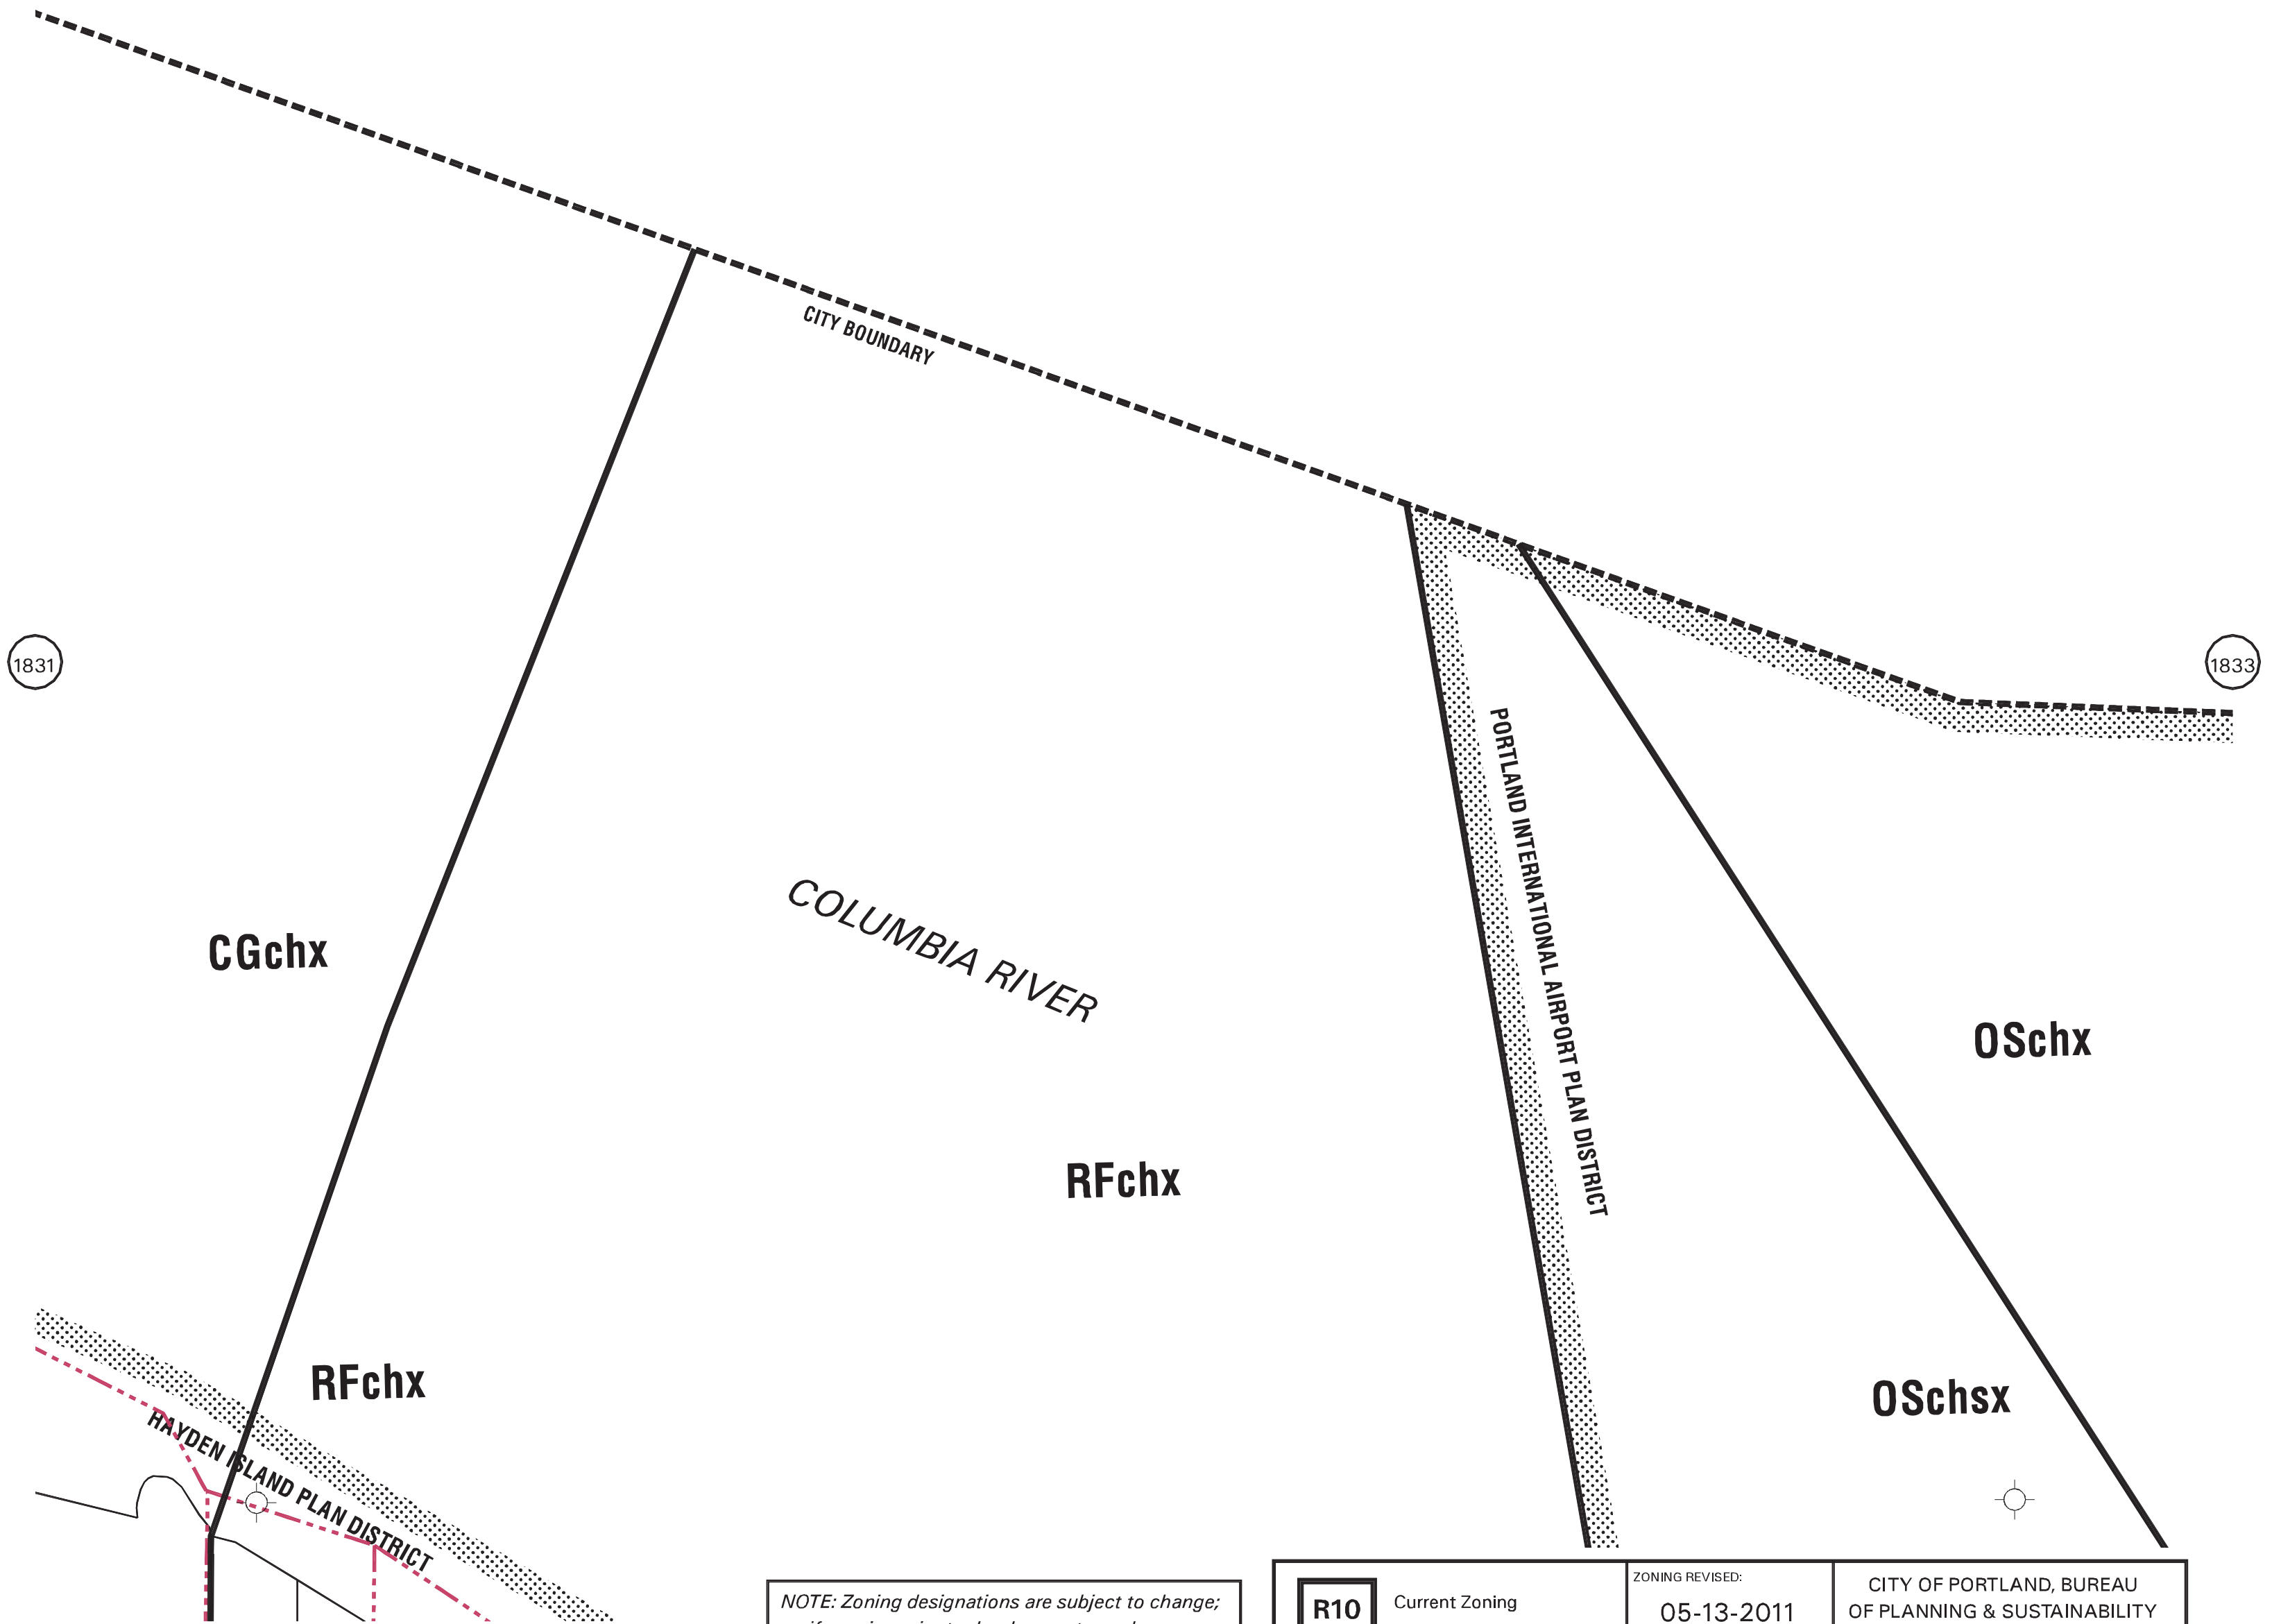 CITY BOUNDARY
1831
1833
PORTLAND INTERNATIONAL AIRPORT PLAN DISTRICT
COLUMBIA RIVER
CGchx
OSchx
RFchx
RFchx
OSchsx
HAYDEN ISLAND PLAN DISTRICT
NOTE: Zoning designations are subject to change;
R10
Current Zoning
ZONING REVISED:
05-13-2011
CITY OF PORTLAND, BUREAU
OF PLANNING & SUSTAINABILITY